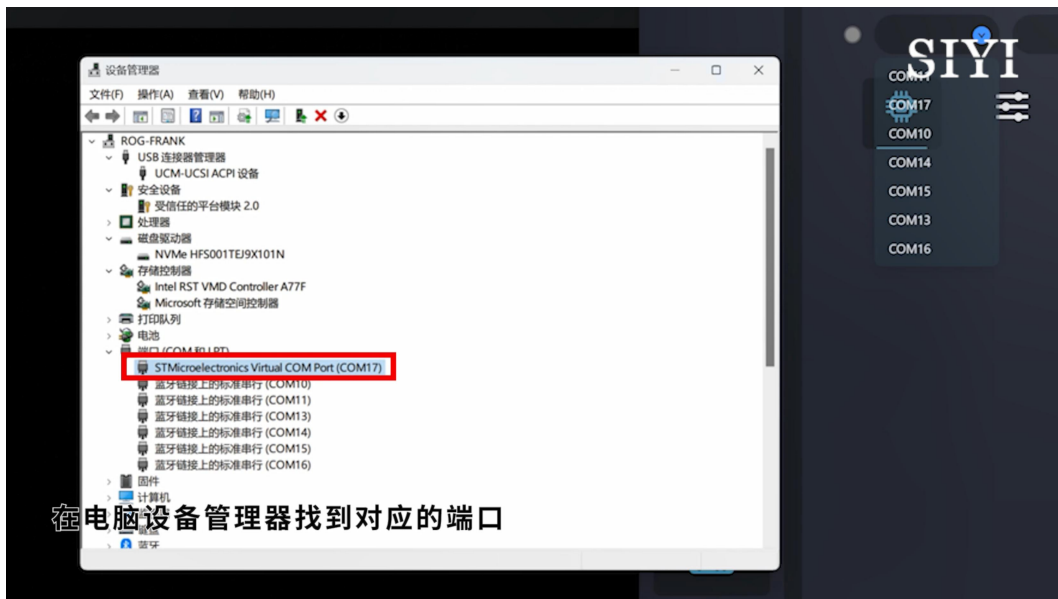 设备管理器
文件(F) 操作(A) 查看(V) 帮助(H)
ROG-FRANK
USB 连接器管理器
UCM-UCSI ACPI 设备
安全设备
受信任的平台模块 2.0
处理器
磁盘驱动器
NVMe HFS001TEJ9X101N
存储控制器
Intel RST VMD Controller A77F
Microsoft 存储空间控制器
打印队列
电池
端口 (COM 和 LPT)
STMicroelectronics Virtual COM Port (COM17)
蓝牙链接上的标准串行 (COM10)
蓝牙链接上的标准串行 (COM11)
蓝牙链接上的标准串行 (COM13)
蓝牙链接上的标准串行 (COM14)
蓝牙链接上的标准串行 (COM15)
蓝牙链接上的标准串行 (COM16)
固件
计算机
蓝牙
在电脑设备管理器找到对应的端口
SIYI
COM11
COM17
COM10
COM14
COM15
COM13
COM16